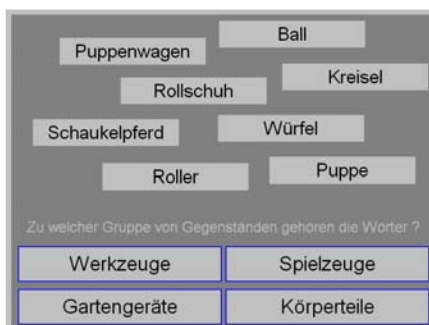 Ball
Puppenwagen
Kreisel
Rollschuh
Würfel
Schaukelpferd
Puppe
Roller
Zu welcher Gruppe von Gegenständen gehören die Wörter ?
Werkzeuge
Spielzeuge
Gartengeräte
Körperteile